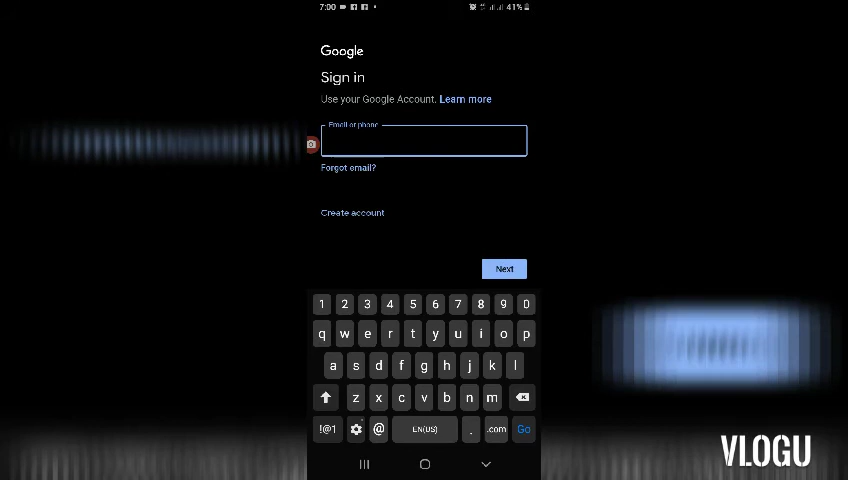 7:00 41%
Google
Sign in
Use your Google Account. Learn more
Email or phone
Forgot email?
Create account
Next
1 2 3 4 5 6 7 8 9 0
q w e r t y u i o p
a s d f g h j k l
z x c v b n m
!@1 @ EN(US) . .com Go
VLOGU